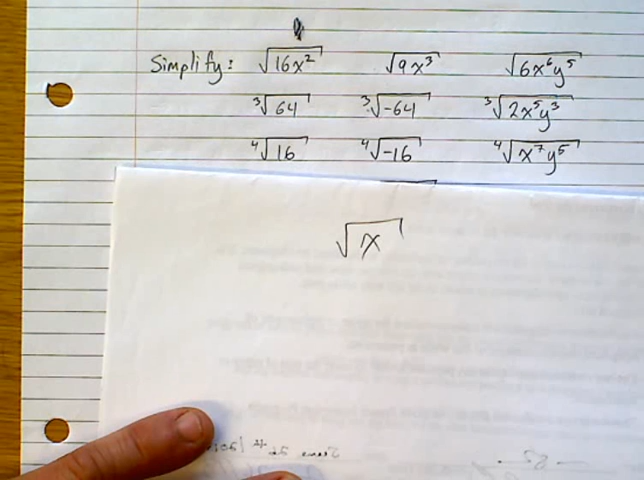 Simplify: √16x² √9x³ √6x⁶y⁵
³√64 ³√-64 ³√2x⁵y³
⁴√16 ⁴√-16 ⁴√x⁷y⁵
√x